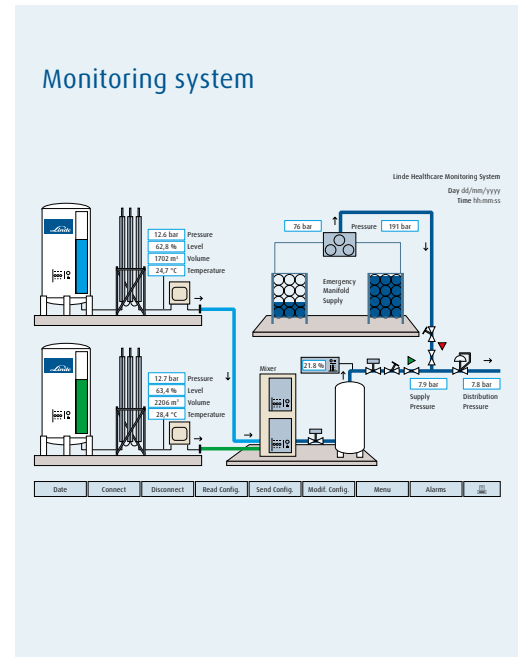 Monitoring system
Linde Healthcare Monitoring System
Day dd/mm/yyyy
Time hh:mm:ss
Linde
12.6 bar Pressure
62,8 % Level
1702 m³ Volume
24,7 °C Temperature
76 bar Pressure 191 bar
Emergency
Manifold
Supply
Linde
12.7 bar Pressure
63,4 % Level
2206 m³ Volume
28,4 °C Temperature
Mixer
21.8 %
7.9 bar
Supply
Pressure
7.8 bar
Distribution
Pressure
Date Connect Disconnect Read Config. Send Config. Modif. Config. Menu Alarms